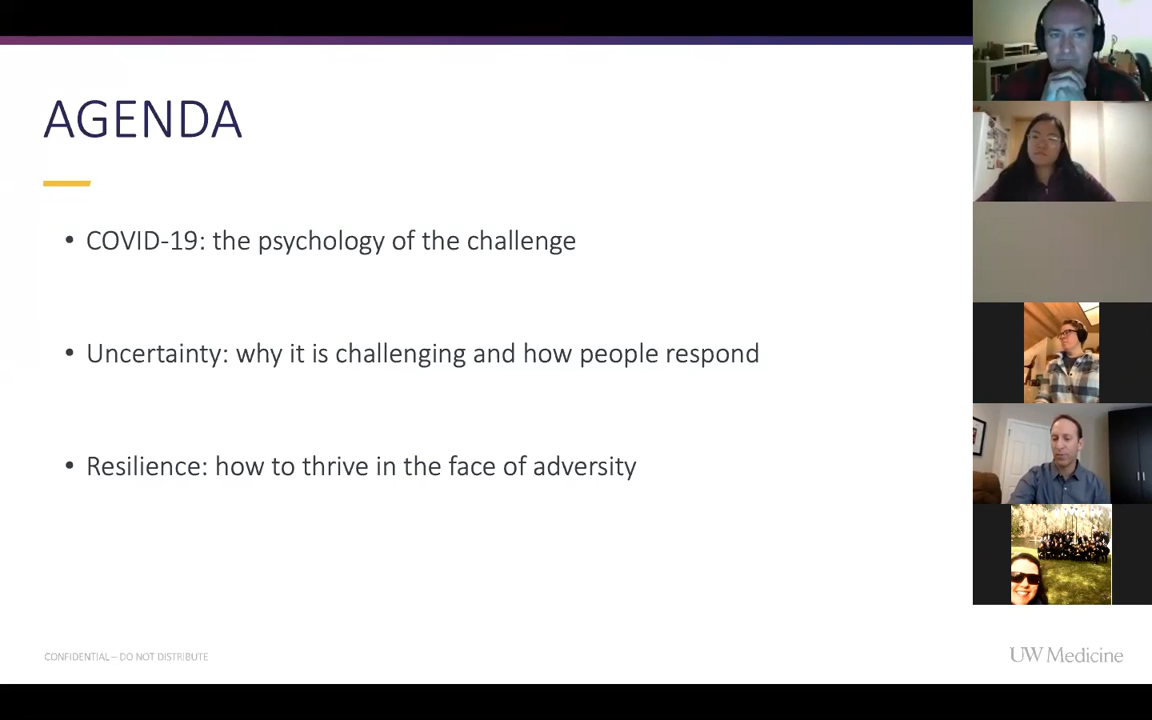 AGENDA
• COVID-19: the psychology of the challenge
• Uncertainty: why it is challenging and how people respond
• Resilience: how to thrive in the face of adversity
CONFIDENTIAL – DO NOT DISTRIBUTE
UW Medicine